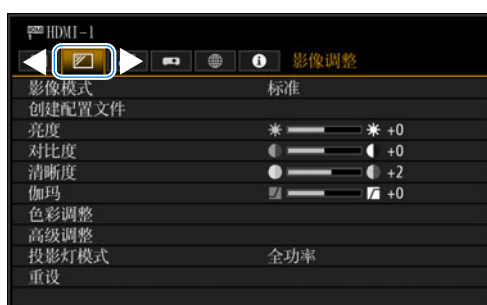 HDMI-1
影像调整
影像模式 标准
创建配置文件
亮度 +0
对比度 +0
清晰度 +2
伽玛 +0
色彩调整
高级调整
投影灯模式 全功率
重设